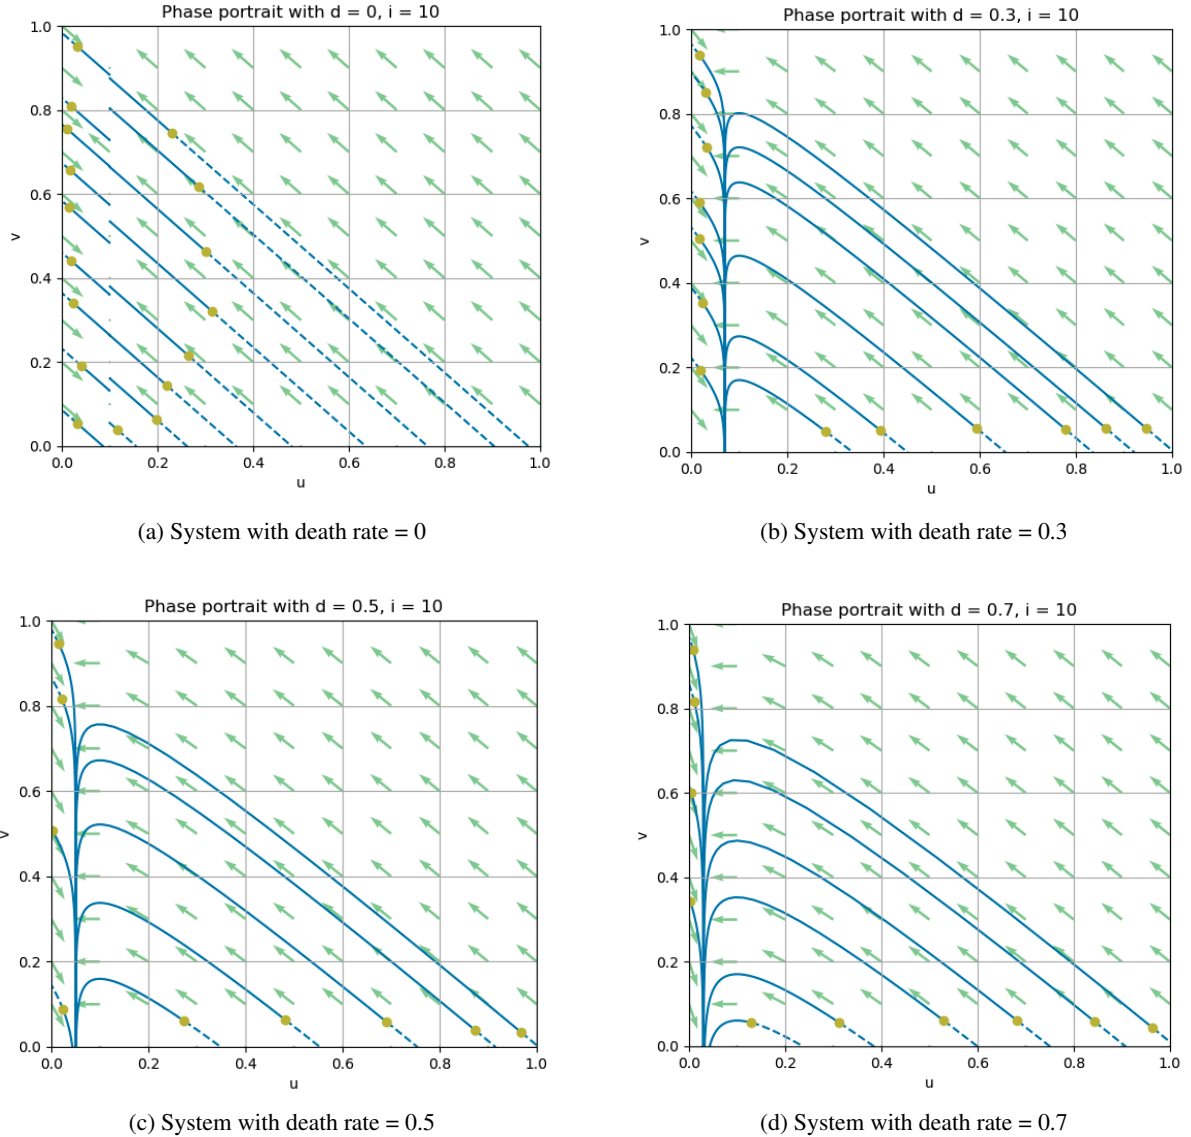 Phase portrait with d = 0, i = 10
1.0
0.8
0.6
v
0.4
0.2
0.0
0.0 0.2 0.4 0.6 0.8 1.0
u
(a) System with death rate = 0
Phase portrait with d = 0.3, i = 10
1.0
0.8
0.6
v
0.4
0.2
0.0
0.0 0.2 0.4 0.6 0.8 1.0
u
(b) System with death rate = 0.3
Phase portrait with d = 0.5, i = 10
1.0
0.8
0.6
v
0.4
0.2
0.0
0.0 0.2 0.4 0.6 0.8 1.0
u
(c) System with death rate = 0.5
Phase portrait with d = 0.7, i = 10
1.0
0.8
0.6
v
0.4
0.2
0.0
0.0 0.2 0.4 0.6 0.8 1.0
u
(d) System with death rate = 0.7